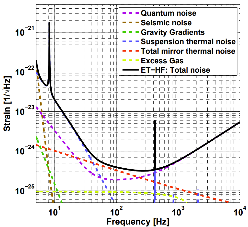 Quantum noise
Seismic noise
Gravity Gradients
Suspension thermal noise
Total mirror thermal noise
Excess Gas
ET-HF: Total noise
Strain [1/√Hz]
10^-21
10^-22
10^-23
10^-24
10^-25
10^1
10^2
10^3
10^4
Frequency [Hz]